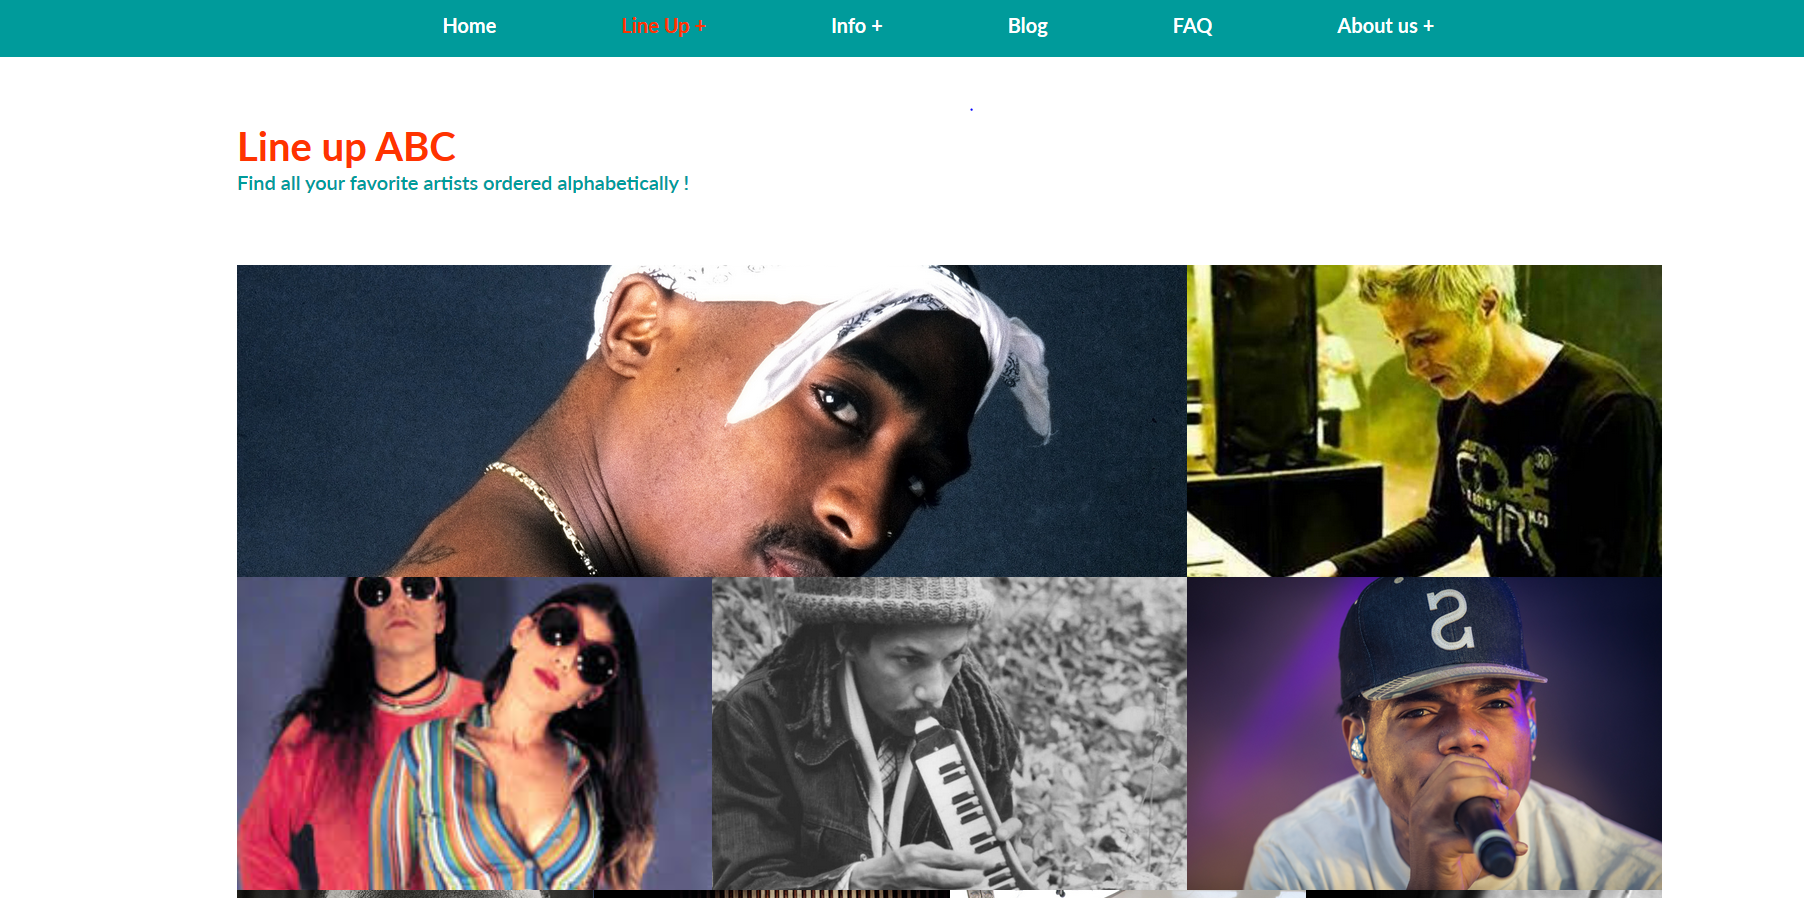 Home Line Up + Info + Blog FAQ About us +
Line up ABC
Find all your favorite artists ordered alphabetically !